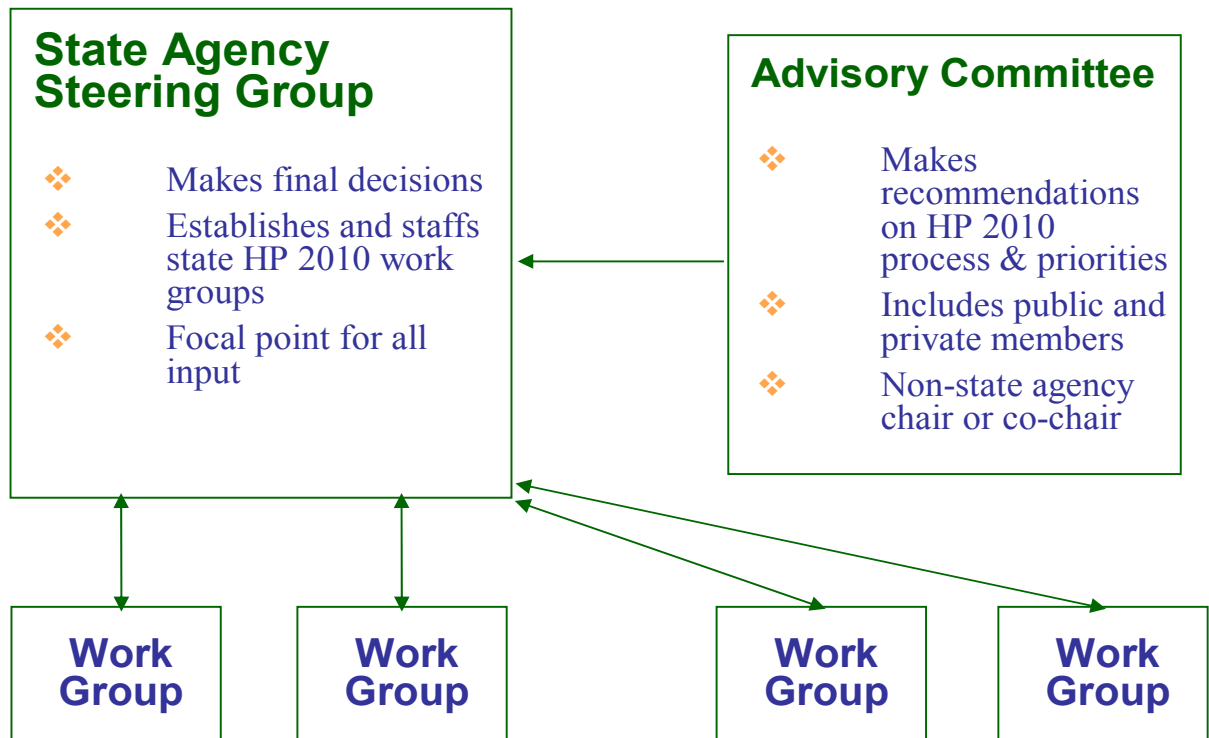 State Agency
Steering Group
❖ Makes final decisions
❖ Establishes and staffs
state HP 2010 work
groups
❖ Focal point for all
input
Advisory Committee
❖ Makes
recommendations
on HP 2010
process & priorities
❖ Includes public and
private members
❖ Non-state agency
chair or co-chair
Work
Group
Work
Group
Work
Group
Work
Group